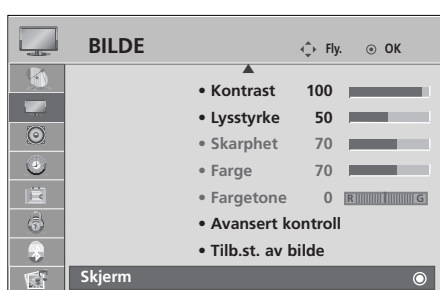 BILDE Fly. OK
• Kontrast 100
• Lysstyrke 50
• Skarphet 70
• Farge 70
• Fargetone 0 R G
• Avansert kontroll
• Tilb.st. av bilde
Skjerm